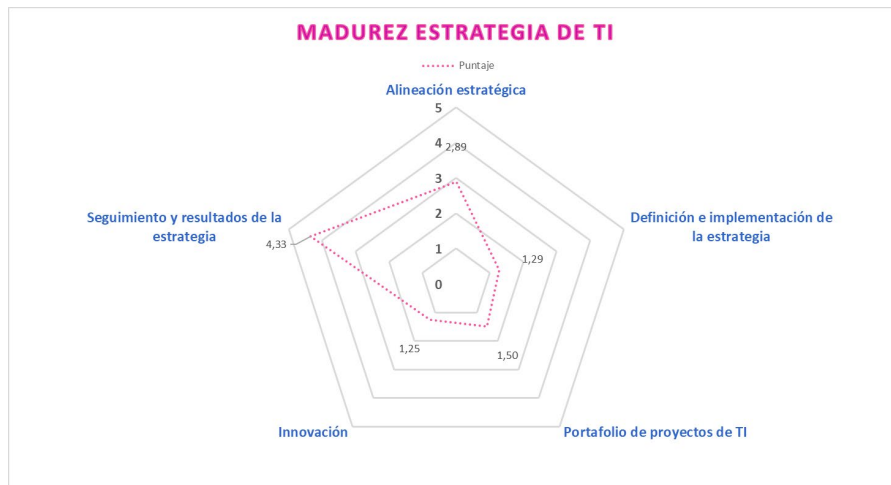 MADUREZ ESTRATEGIA DE TI
Puntaje
Alineación estratégica
5
4
2,89
3
2
1
0
Seguimiento y resultados de la
estrategia
4,33
Definición e implementación de
la estrategia
1,29
1,25
1,50
Innovación
Portafolio de proyectos de TI